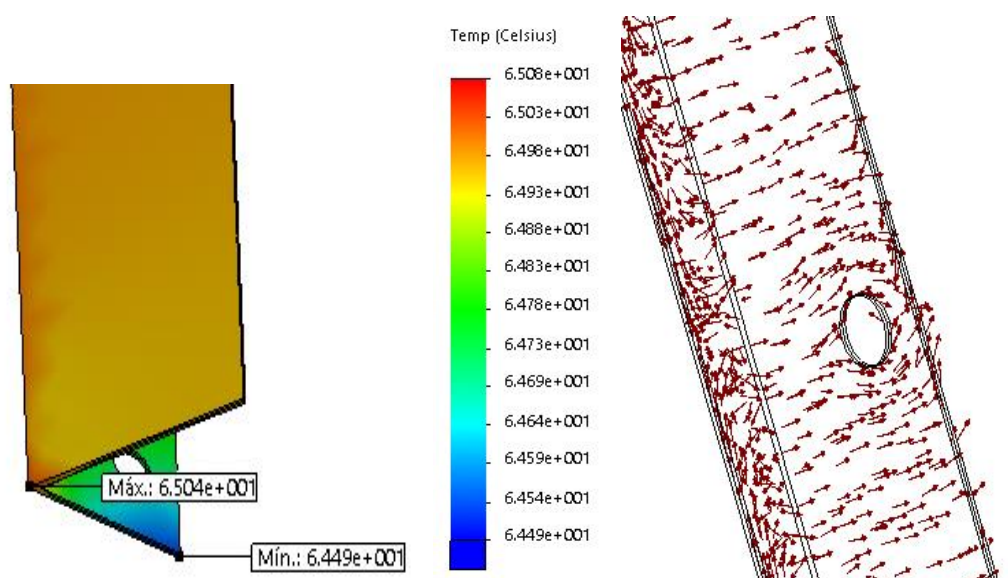 Temp (Celsius)
6.508e+001
6.503e+001
6.498e+001
6.493e+001
6.488e+001
6.483e+001
6.478e+001
6.473e+001
6.469e+001
6.464e+001
6.459e+001
6.454e+001
6.449e+001
Máx.: 6.504e+001
Mín.: 6.449e+001